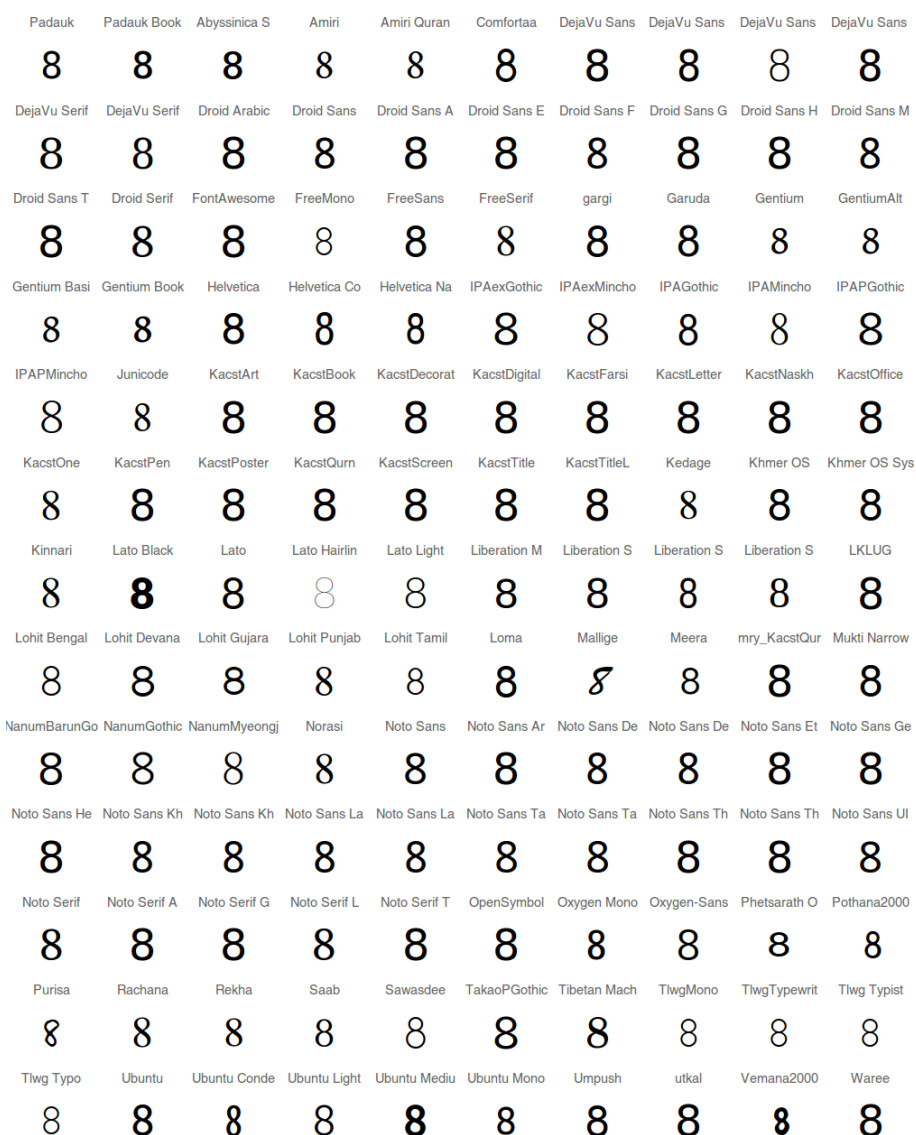 Padauk Padauk Book Abyssinica S Amiri Amiri Quran Comfortaa DejaVu Sans DejaVu Sans DejaVu Sans DejaVu Sans
8 8 8 8 8 8 8 8 8 8
DejaVu Serif DejaVu Serif Droid Arabic Droid Sans Droid Sans A Droid Sans E Droid Sans F Droid Sans G Droid Sans H Droid Sans M
8 8 8 8 8 8 8 8 8 8
Droid Sans T Droid Serif FontAwesome FreeMono FreeSans FreeSerif gargi Garuda Gentium GentiumAlt
8 8 8 8 8 8 8 8 8 8
Gentium Basi Gentium Book Helvetica Helvetica Co Helvetica Na IPAexGothic IPAexMincho IPAGothic IPAMincho IPAPGothic
8 8 8 8 8 8 8 8 8 8
IPAPMincho Junicode KacstArt KacstBook KacstDecorat KacstDigital KacstFarsi KacstLetter KacstNaskh KacstOffice
8 8 8 8 8 8 8 8 8 8
KacstOne KacstPen KacstPoster KacstQurn KacstScreen KacstTitle KacstTitleL Kedage Khmer OS Khmer OS Sys
8 8 8 8 8 8 8 8 8 8
Kinnari Lato Black Lato Lato Hairlin Lato Light Liberation M Liberation S Liberation S Liberation S LKLUG
8 8 8 8 8 8 8 8 8 8
Lohit Bengal Lohit Devana Lohit Gujara Lohit Punjab Lohit Tamil Loma Mallige Meera mry_KacstQur Mukti Narrow
8 8 8 8 8 8 8 8 8 8
NanumBarunGo NanumGothic NanumMyeongj Norasi Noto Sans Noto Sans Ar Noto Sans De Noto Sans De Noto Sans Et Noto Sans Ge
8 8 8 8 8 8 8 8 8 8
Noto Sans He Noto Sans Kh Noto Sans Kh Noto Sans La Noto Sans La Noto Sans Ta Noto Sans Ta Noto Sans Th Noto Sans Th Noto Sans UI
8 8 8 8 8 8 8 8 8 8
Noto Serif Noto Serif A Noto Serif G Noto Serif L Noto Serif T OpenSymbol Oxygen Mono Oxygen-Sans Phetsarath O Pothana2000
8 8 8 8 8 8 8 8 8 8
Purisa Rachana Rekha Saab Sawasdee TakaoPGothic Tibetan Mach TlwgMono TlwgTypewrit Tlwg Typist
8 8 8 8 8 8 8 8 8 8
Tlwg Typo Ubuntu Ubuntu Conde Ubuntu Light Ubuntu Mediu Ubuntu Mono Umpush utkal Vemana2000 Waree
8 8 8 8 8 8 8 8 8 8